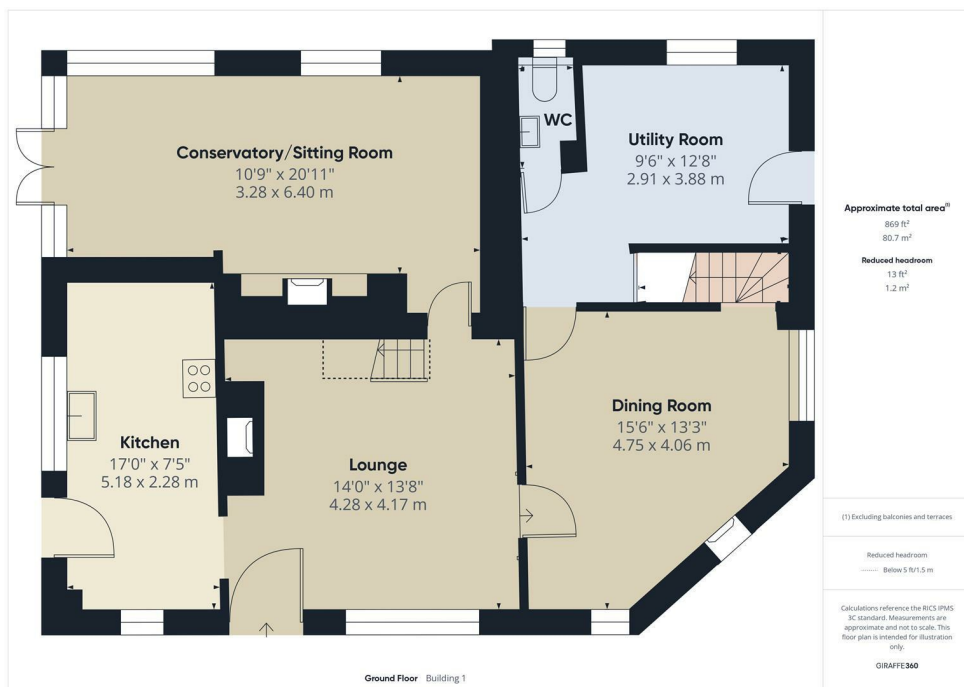 Conservatory/Sitting Room
10'9" x 20'11"
3.28 x 6.40 m
WC
Utility Room
9'6" x 12'8"
2.91 x 3.88 m
Kitchen
17'0" x 7'5"
5.18 x 2.28 m
Lounge
14'0" x 13'8"
4.28 x 4.17 m
Dining Room
15'6" x 13'3"
4.75 x 4.06 m
Ground Floor Building 1
Approximate total area(1)
869 ft²
80.7 m²
Reduced headroom
13 ft²
1.2 m²
(1) Excluding balconies and terraces
Reduced headroom
Below 5 ft/1.5 m
Calculations reference the RICS IPMS
3C standard. Measurements are
approximate and not to scale. This
floor plan is intended for illustration
only.
GIRAFFE360